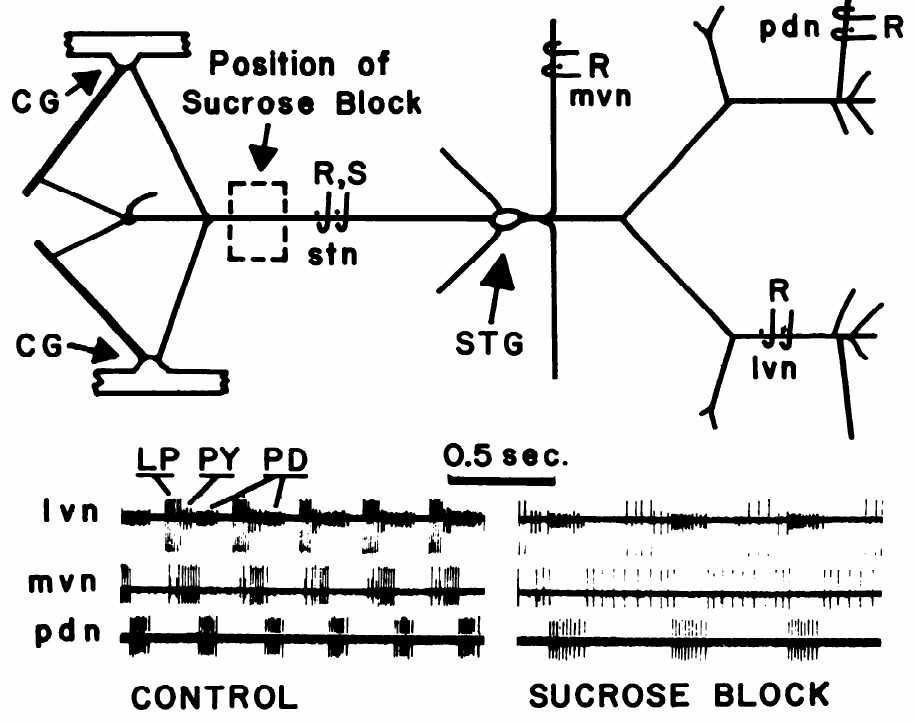 pdn R
Position of
Sucrose Block
CG
R
mvn
R,S
stn
STG
CG
R
lvn
LP PY PD
0.5 sec.
lvn
mvn
pdn
CONTROL
SUCROSE BLOCK